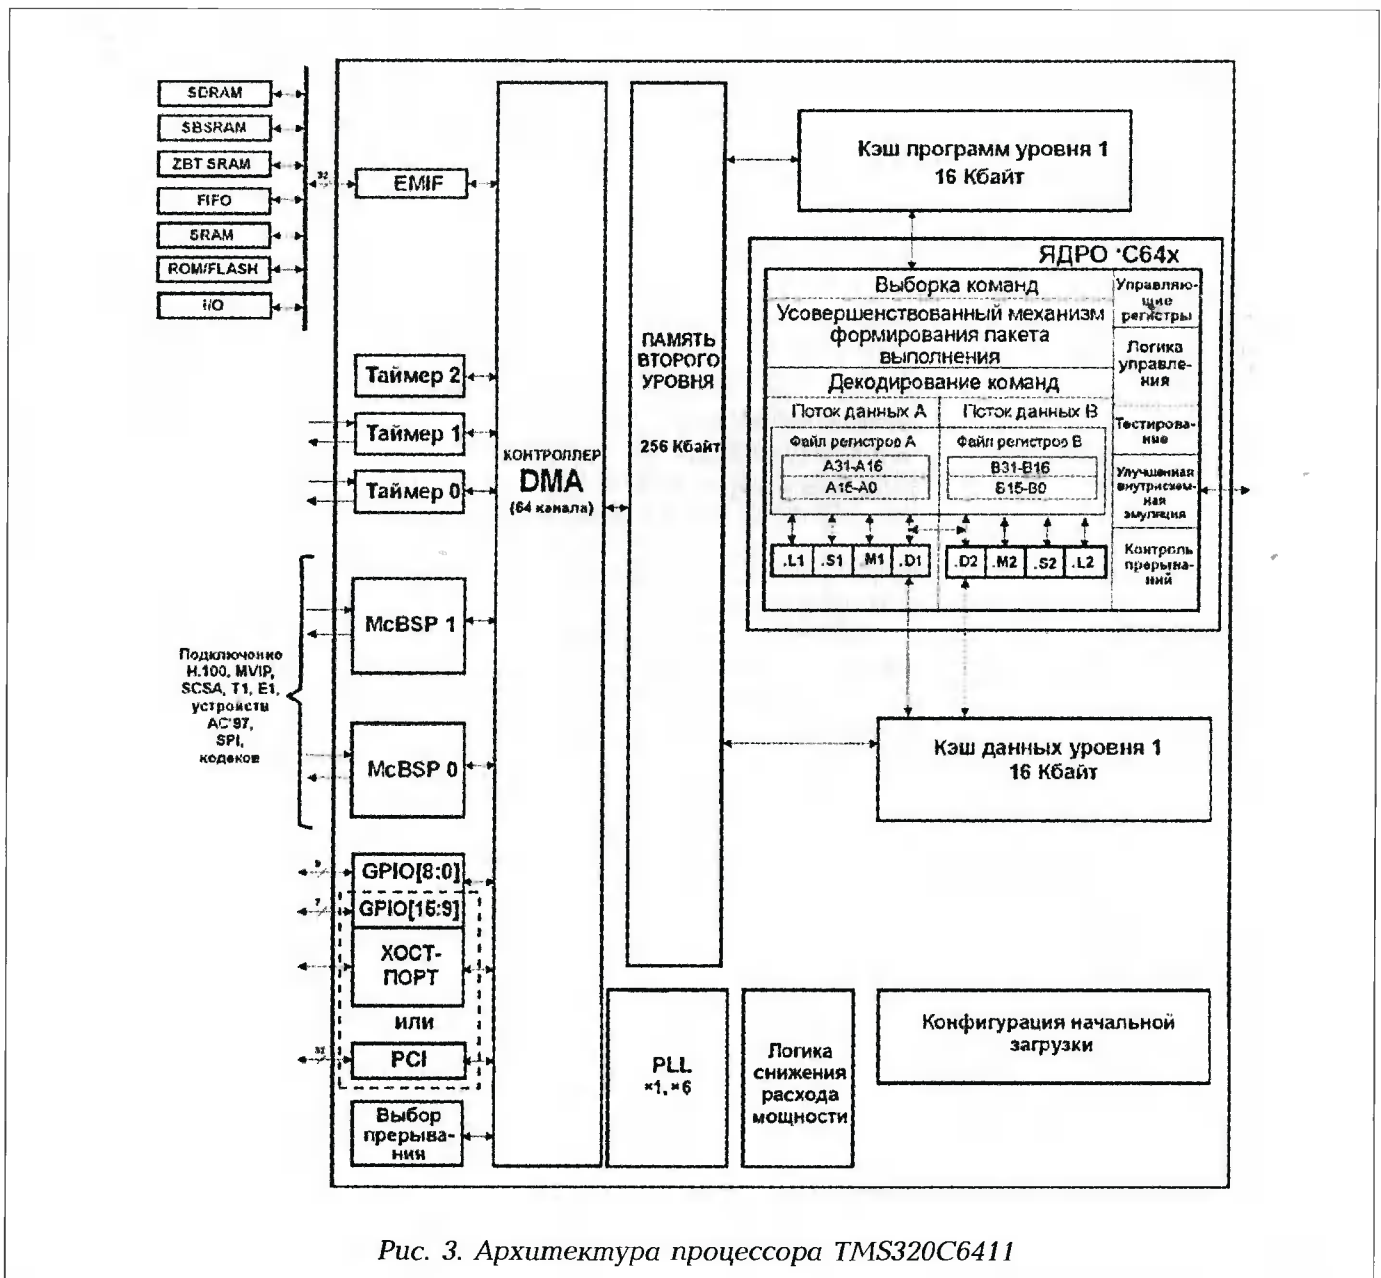 SDRAM
SBSRAM
ZBT SRAM
FIFO
SRAM
ROM/FLASH
I/O
32
EMIF
Таймер 2
Таймер 1
Таймер 0
McBSP 1
McBSP 0
Подключение
H.100, MVIP,
SCSA, T1, E1,
устройств
AC'97,
SPI,
кодеков
9
GPIO[8:0]
7
GPIO[15:9]
ХОСТ-
ПОРТ
или
32
PCI
Выбор
прерыва-
ния
КОНТРОЛЛЕР
DMA
(64 канала)
ПАМЯТЬ
ВТОРОГО
УРОВНЯ
256 Кбайт
Кэш программ уровня 1
16 Кбайт
ЯДРО 'C64x
Выборка команд
Усовершенствованный механизм
формирования пакета
выполнения
Декодирование команд
Поток данных A
Поток данных B
Файл регистров A
Файл регистров B
A31-A16
A15-A0
B31-B16
B15-B0
.L1 .S1 .M1 .D1
.D2 .M2 .S2 .L2
Управляю-
щие
регистры
Логика
управле-
ния
Тестирова-
ние
Улучшенная
внутрисхем-
ная
эмуляция
Контроль
прерыва-
ний
Кэш данных уровня 1
16 Кбайт
PLL
×1, ×6
Логика
снижения
расхода
мощности
Конфигурация начальной
загрузки
Рис. 3. Архитектура процессора TMS320C6411